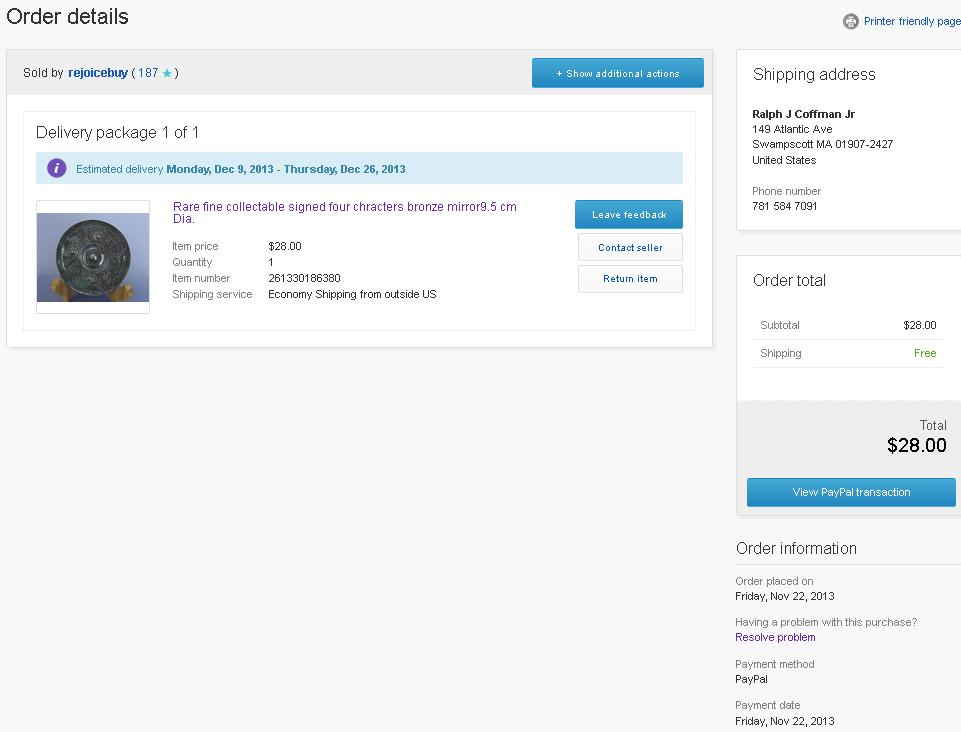 Order details
Printer friendly page
Sold by rejoicebuy ( 187 ★ )
+ Show additional actions
Delivery package 1 of 1
i Estimated delivery Monday, Dec 9, 2013 - Thursday, Dec 26, 2013
Rare fine collectable signed four chracters bronze mirror9.5 cm
Dia.
Item price $28.00
Quantity 1
Item number 261330186380
Shipping service Economy Shipping from outside US
Leave feedback
Contact seller
Return item
Shipping address
Ralph J Coffman Jr
149 Atlantic Ave
Swampscott MA 01907-2427
United States
Phone number
781 584 7091
Order total
Subtotal $28.00
Shipping Free
Total
$28.00
View PayPal transaction
Order information
Order placed on
Friday, Nov 22, 2013
Having a problem with this purchase?
Resolve problem
Payment method
PayPal
Payment date
Friday, Nov 22, 2013